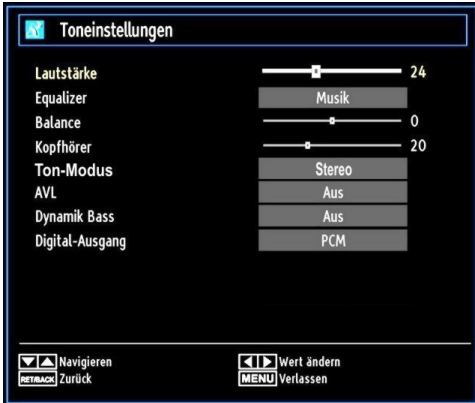 Toneinstellungen
Lautstärke 24
Equalizer Musik
Balance 0
Kopfhörer 20
Ton-Modus Stereo
AVL Aus
Dynamik Bass Aus
Digital-Ausgang PCM
Navigieren Wert ändern
RET/BACK Zurück MENU Verlassen